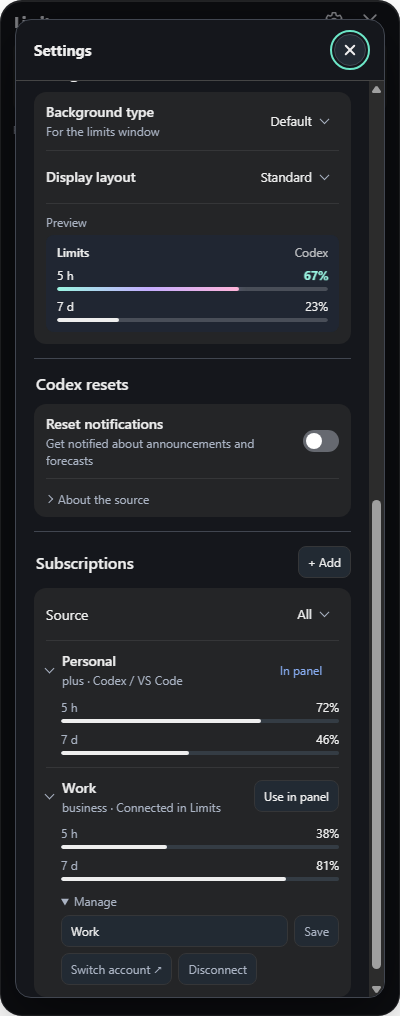 Settings
Background type
For the limits window
Default
Display layout
Standard
Preview
Limits
Codex
5 h
67%
7 d
23%
Codex resets
Reset notifications
Get notified about announcements and
forecasts
About the source
Subscriptions
+ Add
Source
All
Personal
plus · Codex / VS Code
In panel
5 h
72%
7 d
46%
Work
business · Connected in Limits
Use in panel
5 h
38%
7 d
81%
Manage
Work
Save
Switch account ↗
Disconnect